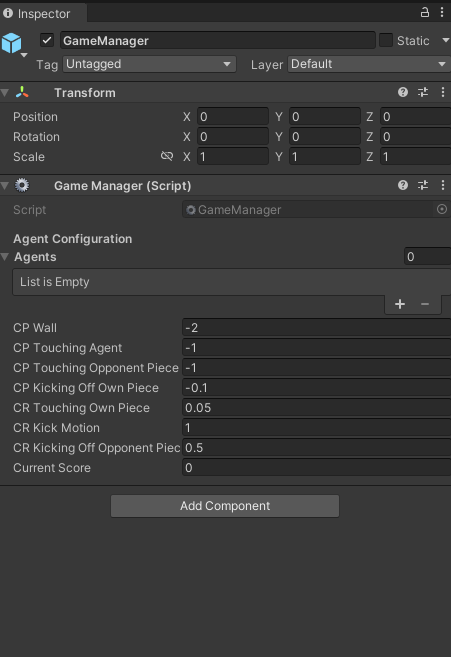 Inspector
GameManager Static
Tag Untagged Layer Default
Transform
Position X 0 Y 0 Z 0
Rotation X 0 Y 0 Z 0
Scale X 1 Y 1 Z 1
Game Manager (Script)
Script GameManager
Agent Configuration
Agents 0
List is Empty
CP Wall -2
CP Touching Agent -1
CP Touching Opponent Piece -1
CP Kicking Off Own Piece -0.1
CR Touching Own Piece 0.05
CR Kick Motion 1
CR Kicking Off Opponent Piec 0.5
Current Score 0
Add Component